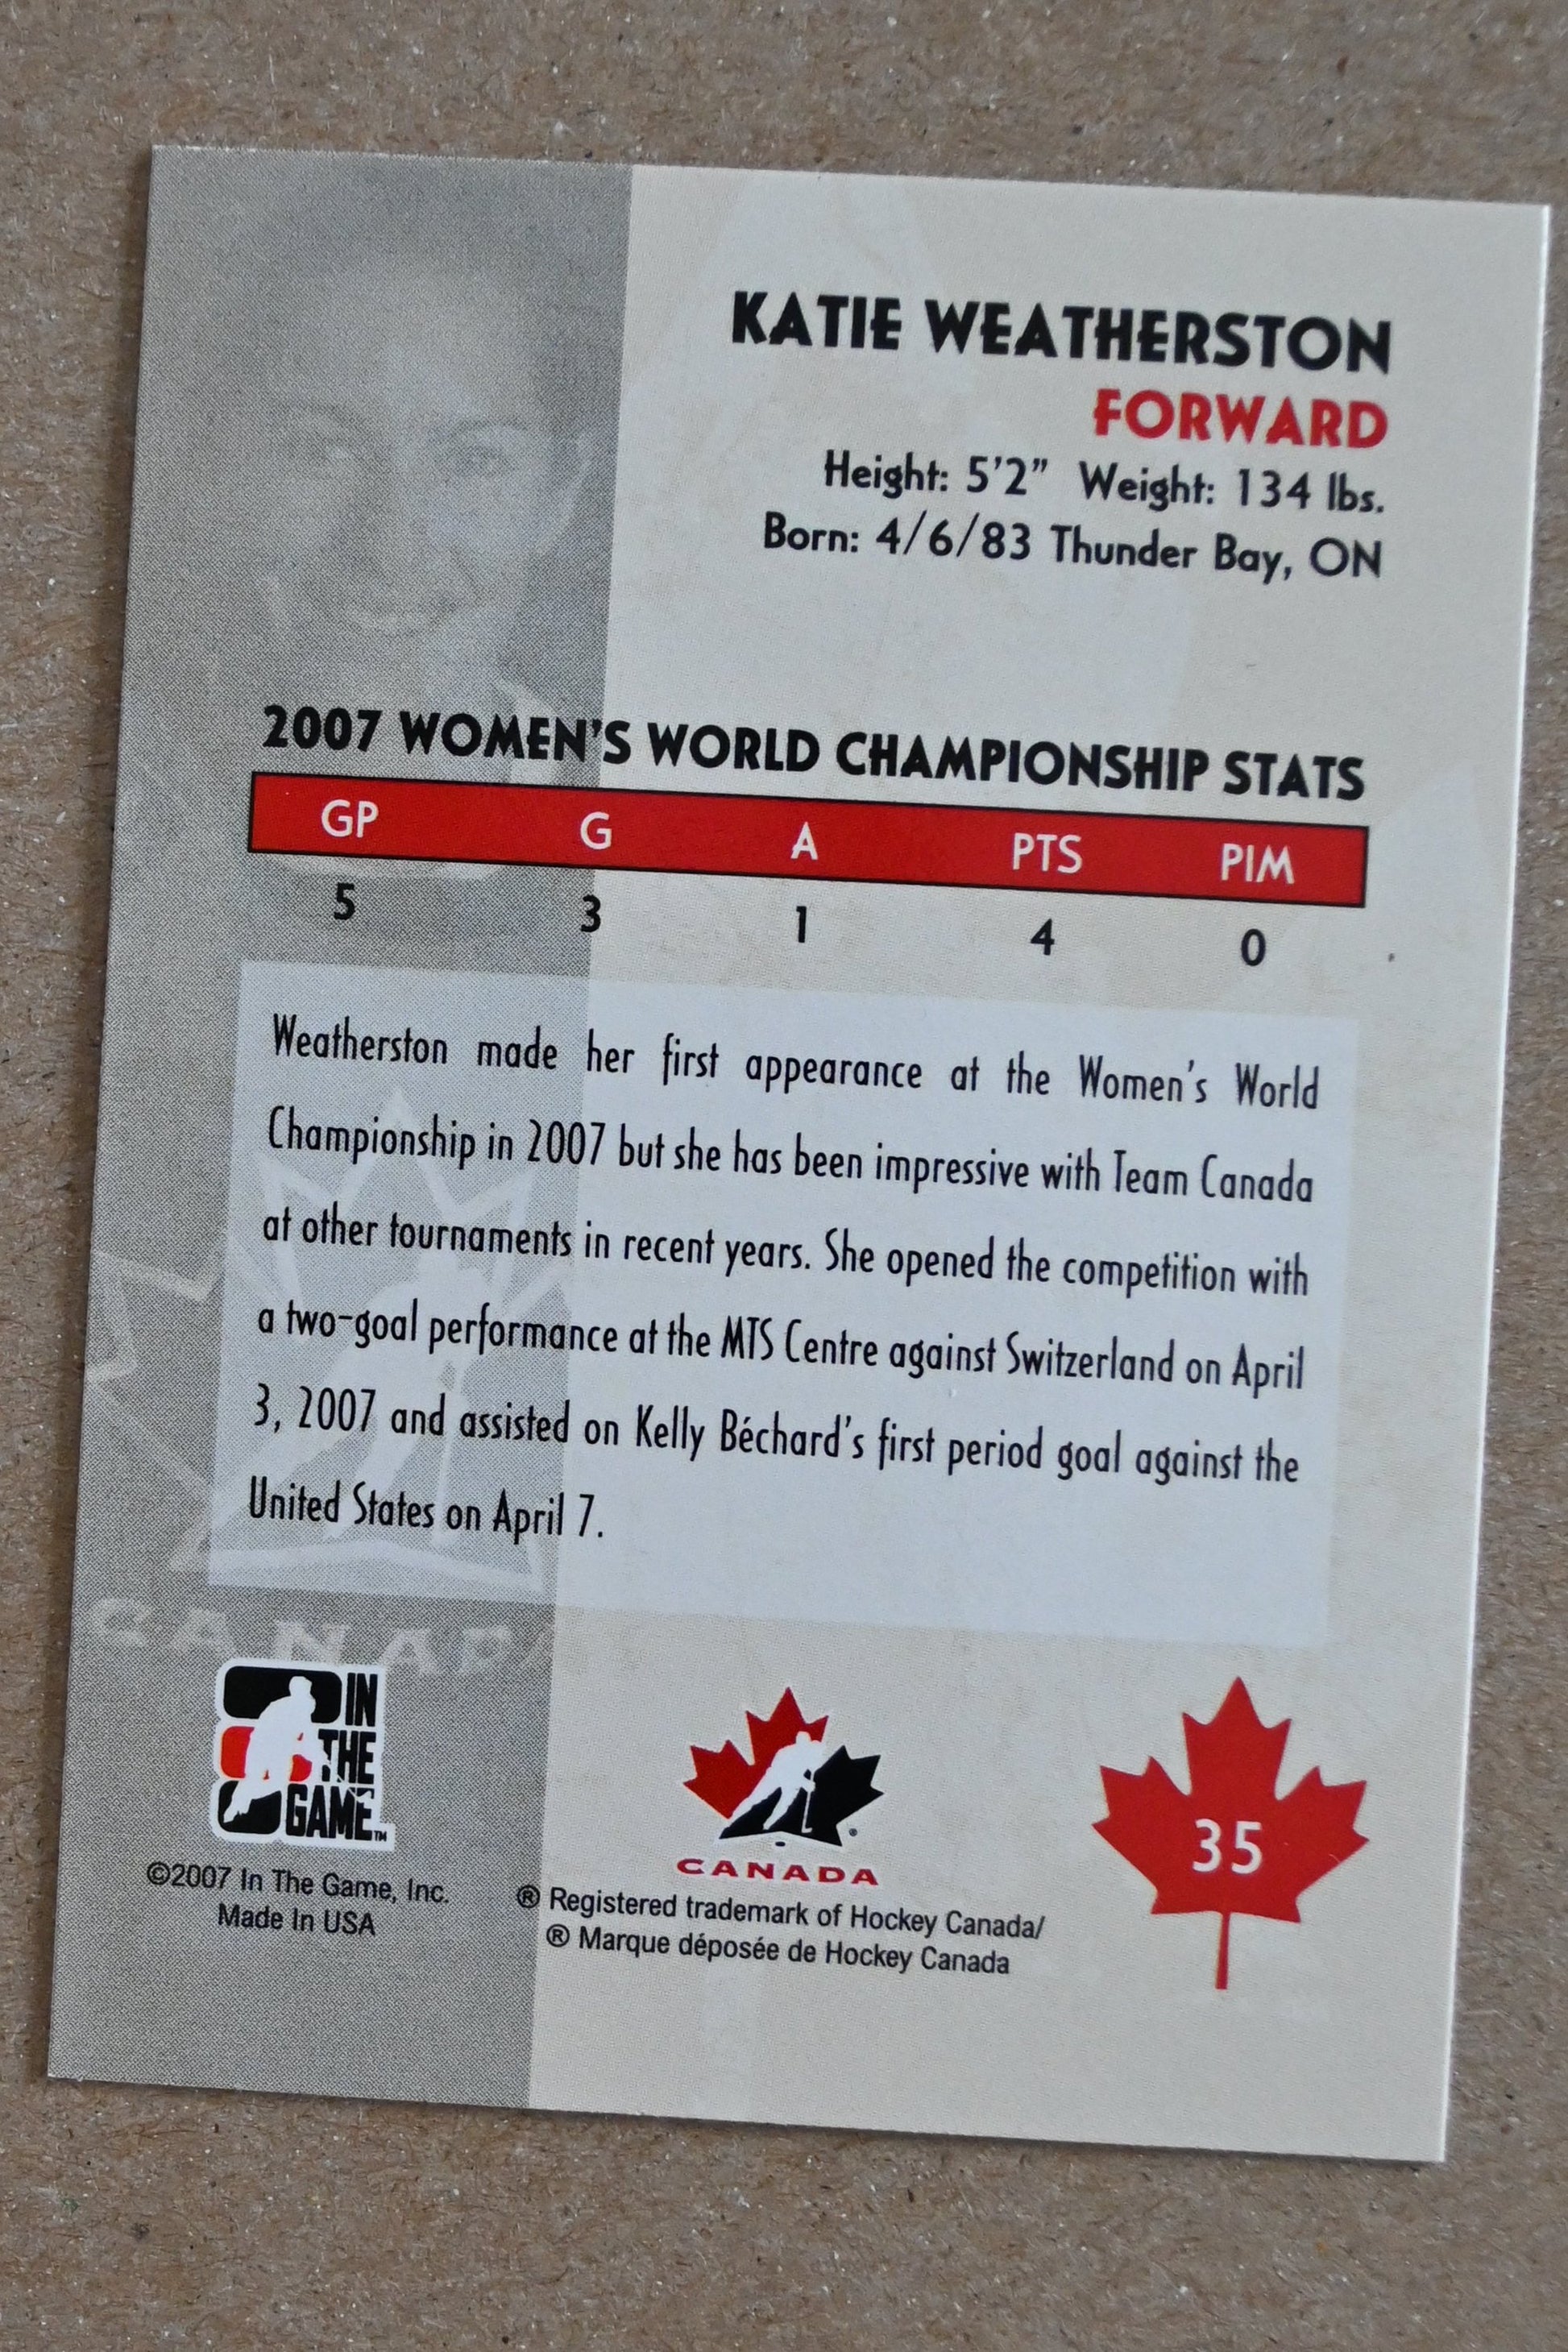 KATIE WEATHERSTON
FORWARD
Height: 5'2" Weight: 134 lbs.
Born: 4/6/83 Thunder Bay, ON
2007 WOMEN'S WORLD CHAMPIONSHIP STATS
GP G A PTS PIM
5 3 1 4 0
Weatherston made her first appearance at the Women's World
Championship in 2007 but she has been impressive with Team Canada
at other tournaments in recent years. She opened the competition with
a two-goal performance at the MTS Centre against Switzerland on April
3, 2007 and assisted on Kelly Béchard's first period goal against the
United States on April 7.
CANADA
IN
THE
GAME™
©2007 In The Game, Inc.
Made In USA
®
CANADA
® Registered trademark of Hockey Canada/
® Marque déposée de Hockey Canada
35